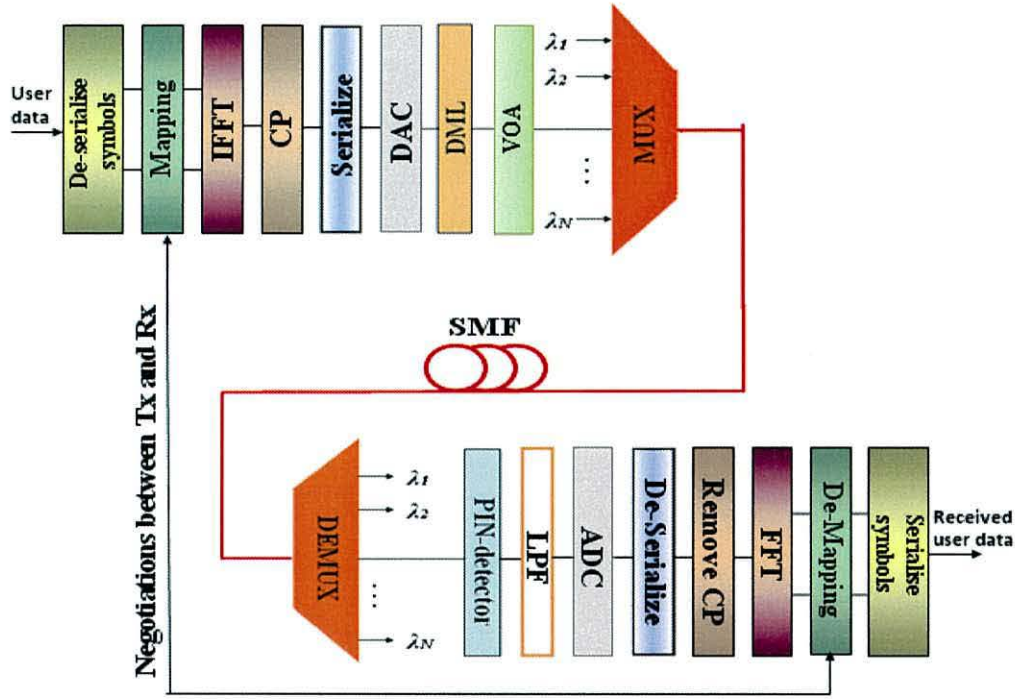 User
data
De-serialise
symbols
Mapping
IFFT
CP
Serialize
DAC
DML
VOA
λ1
λ2
⋮
λN
MUX
SMF
Negotiations between Tx and Rx
DEMUX
λ1
λ2
⋮
λN
PIN-detector
LPF
ADC
De-Serialize
Remove CP
FFT
De-Mapping
Serialise
symbols
Received
user data